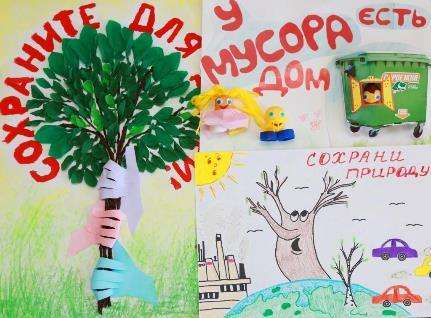 СОХРАНИТЕ ДЛЯ
У
МУСОРА
ЕСТЬ
ДОМ
СОХРАНИ
ПРИРОДУ